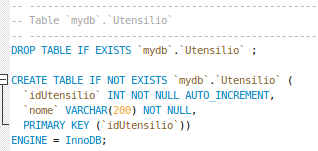 -- -----------------------------------------------------
-- Table `mydb`.`Utensilio`
-- -----------------------------------------------------
DROP TABLE IF EXISTS `mydb`.`Utensilio` ;
CREATE TABLE IF NOT EXISTS `mydb`.`Utensilio` (
  `idUtensilio` INT NOT NULL AUTO_INCREMENT,
  `nome` VARCHAR(200) NOT NULL,
  PRIMARY KEY (`idUtensilio`))
ENGINE = InnoDB;